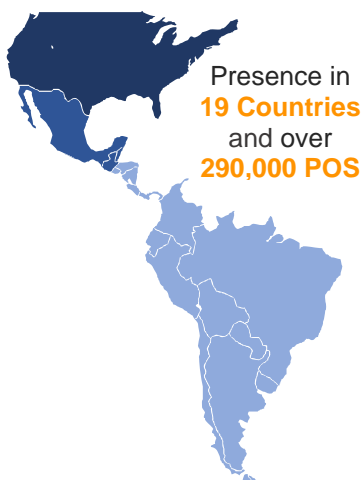 Presence in
19 Countries
and over
290,000 POS